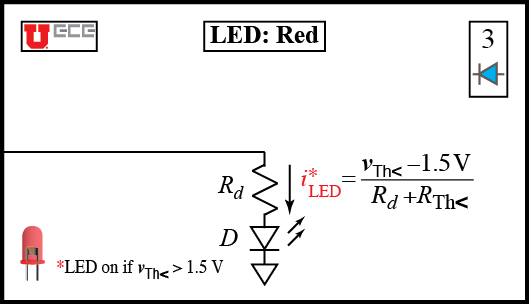 U ECE
LED: Red
3
R_d
i*_LED = (v_Th< –1.5 V) / (R_d + R_Th<)
D
*LED on if v_Th< > 1.5 V